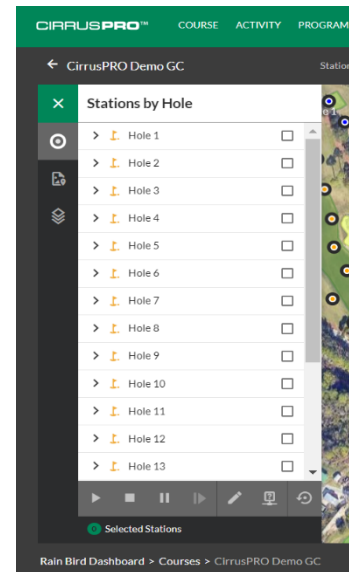 CIRRUSPRO™ COURSE ACTIVITY PROGRAM
← CirrusPRO Demo GC Station
Stations by Hole
Hole 1
Hole 2
Hole 3
Hole 4
Hole 5
Hole 6
Hole 7
Hole 8
Hole 9
Hole 10
Hole 11
Hole 12
Hole 13
0 Selected Stations
Rain Bird Dashboard > Courses > CirrusPRO Demo GC